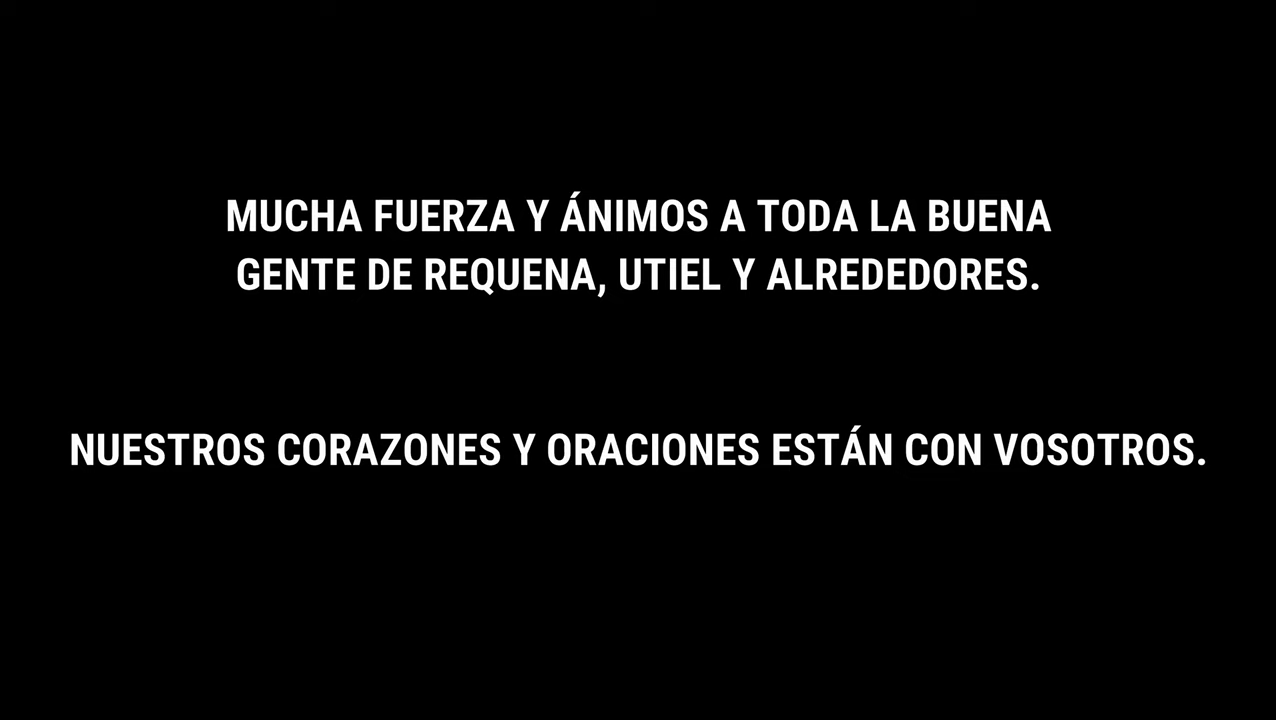 MUCHA FUERZA Y ÁNIMOS A TODA LA BUENA
GENTE DE REQUENA, UTIEL Y ALREDEDORES.
NUESTROS CORAZONES Y ORACIONES ESTÁN CON VOSOTROS.